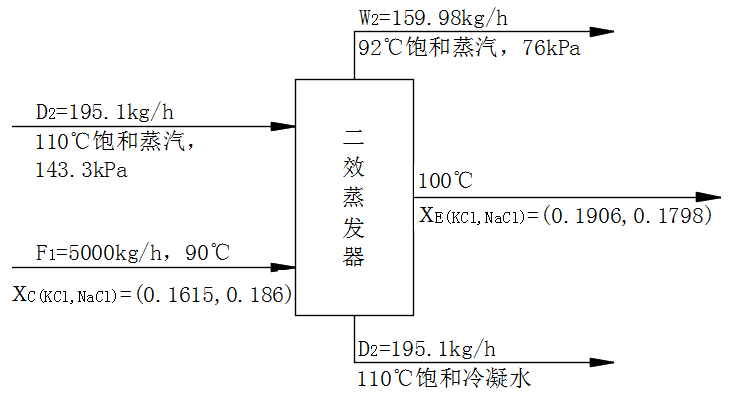 W2=159.98kg/h
92℃饱和蒸汽，76kPa
D2=195.1kg/h
110℃饱和蒸汽，
143.3kPa
二效蒸发器
100℃
XE(KCl,NaCl)=(0.1906,0.1798)
F1=5000kg/h，90℃
XC(KCl,NaCl)=(0.1615,0.186)
D2=195.1kg/h
110℃饱和冷凝水